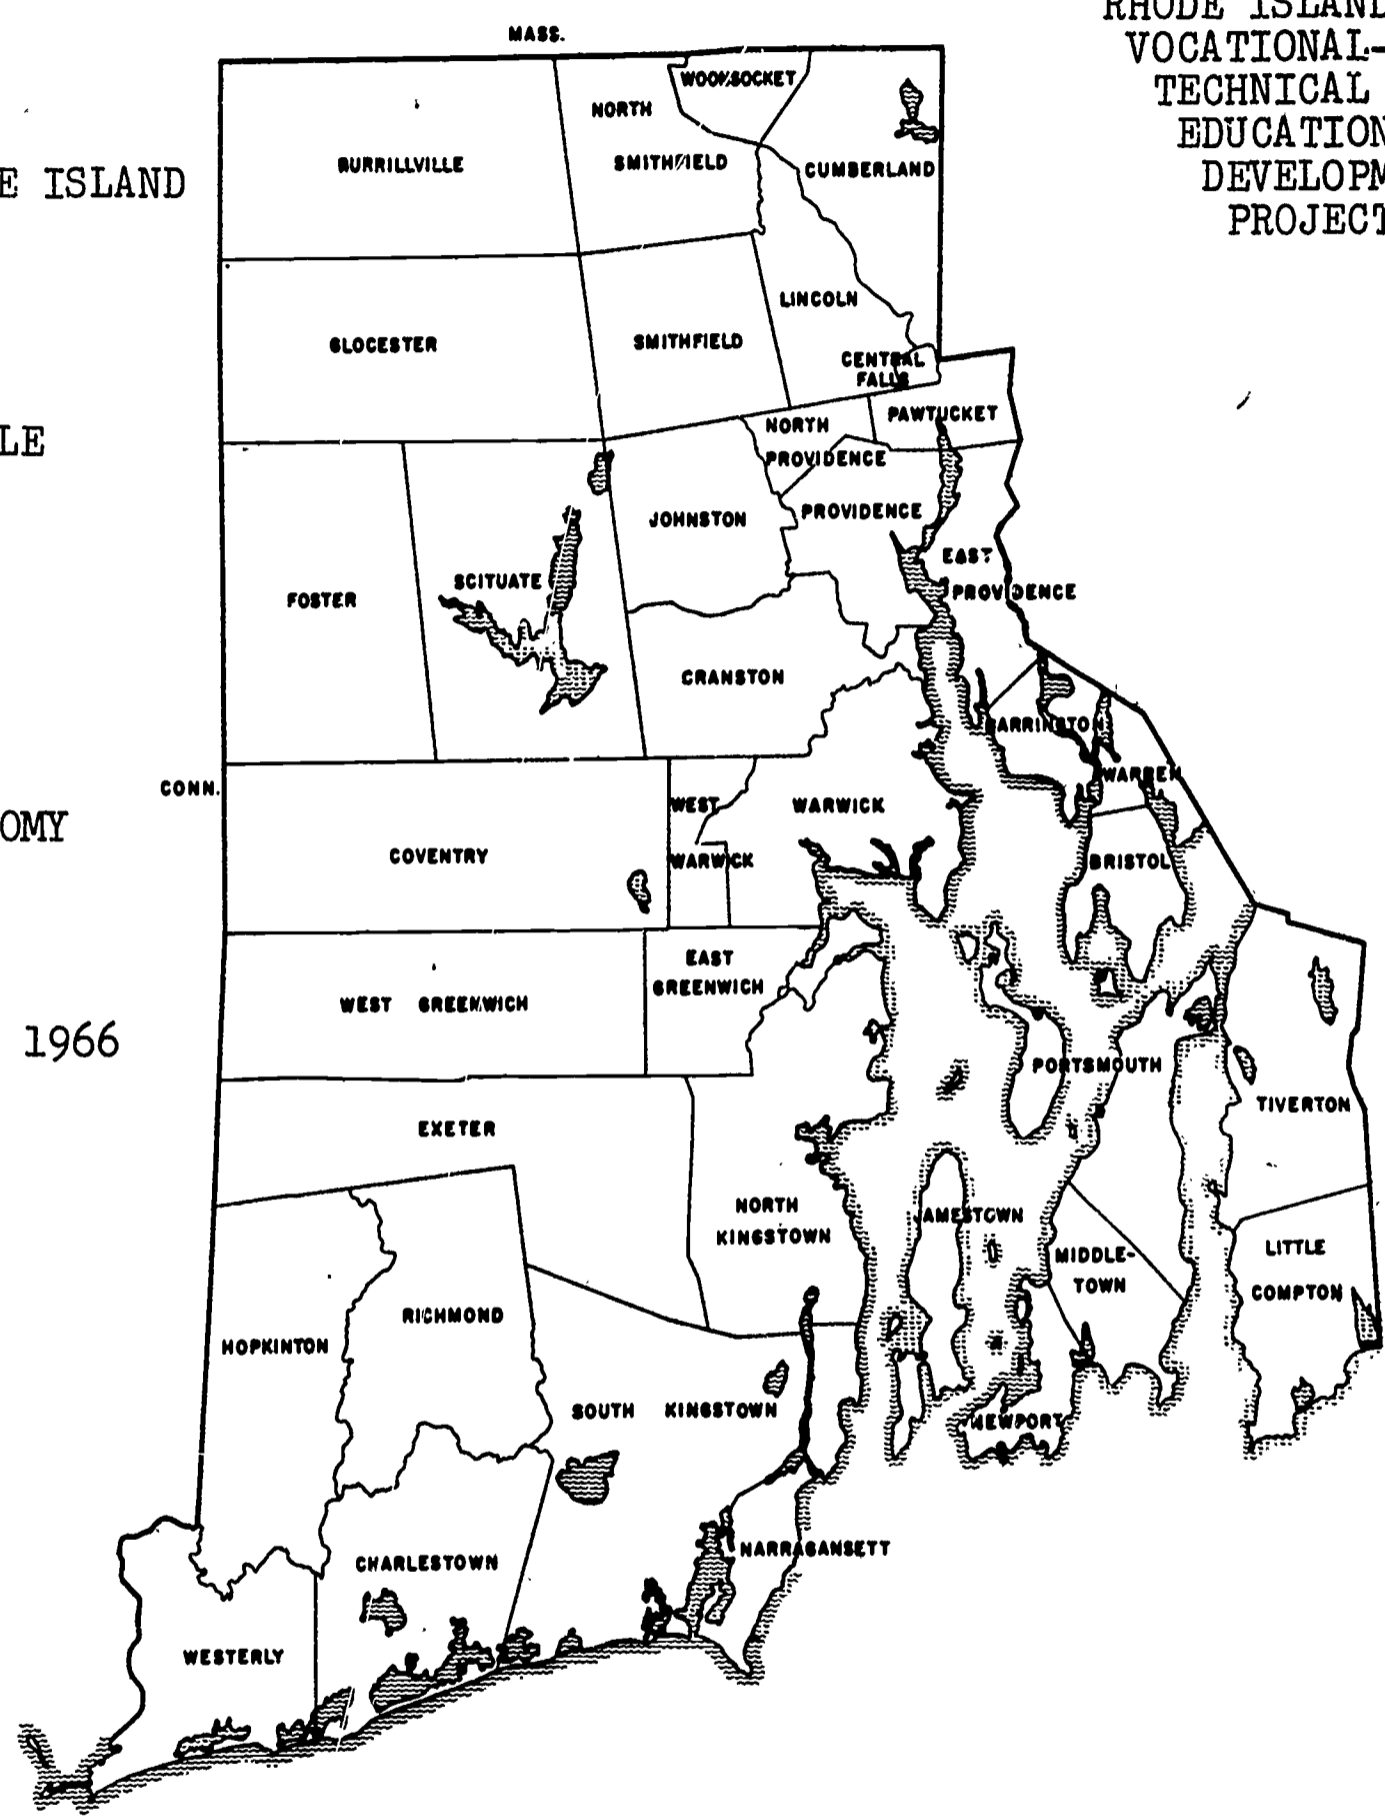 RHODE ISLAND
VOCATIONAL-
TECHNICAL
EDUCATION
DEVELOPM
PROJECT
E ISLAND
LE
OMY
1966
MASS.
WOONSOCKET
NORTH
SMITHFIELD
BURRILLVILLE
CUMBERLAND
LINCOLN
GLOCESTER
SMITHFIELD
CENTRAL
FALLS
PAWTUCKET
NORTH
PROVIDENCE
JOHNSTON
PROVIDENCE
EAST
PROVIDENCE
SCITUATE
FOSTER
CRANSTON
BARRINGTON
WARREN
CONN.
WEST
WARWICK
WARWICK
COVENTRY
BRISTOL
EAST
GREENWICH
WEST GREENWICH
PORTSMOUTH
TIVERTON
EXETER
NORTH
KINGSTOWN
JAMESTOWN
MIDDLE-
TOWN
LITTLE
COMPTON
RICHMOND
HOPKINTON
SOUTH KINGSTOWN
NEWPORT
NARRAGANSETT
CHARLESTOWN
WESTERLY